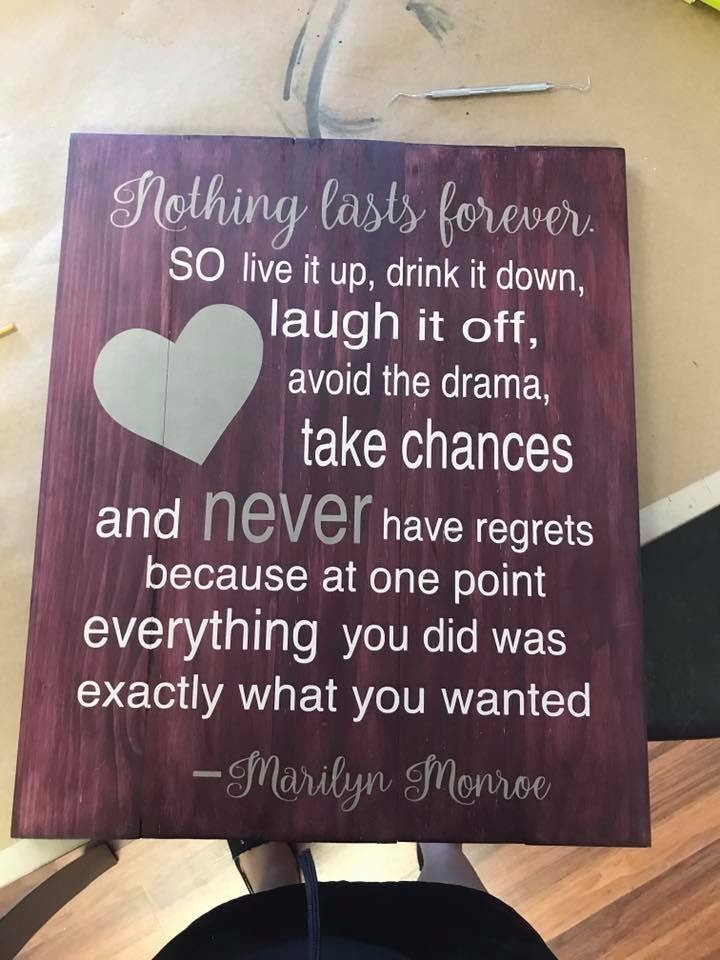 Nothing lasts forever.
SO live it up, drink it down,
laugh it off,
avoid the drama,
take chances
and never have regrets
because at one point
everything you did was
exactly what you wanted
–Marilyn Monroe